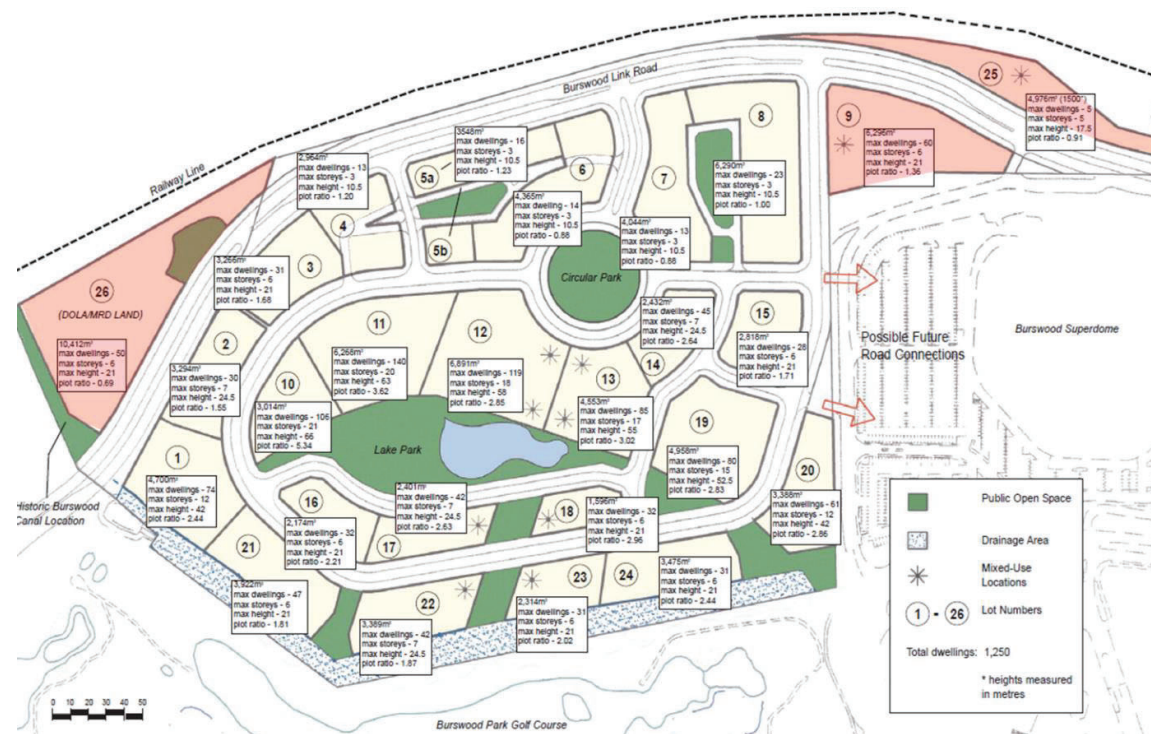 Burswood Link Road
Railway Line
25
4,976m² (1500*)
max dwellings - 5
max storeys - 5
max height - 17.5
plot ratio - 0.91
9
6,296m²
max dwellings - 60
max storeys - 6
max height - 21
plot ratio - 1.36
8
6,290m²
max dwellings - 23
max storeys - 3
max height - 10.5
plot ratio - 1.00
7
4,044m²
max dwellings - 13
max storeys - 3
max height - 10.5
plot ratio - 0.88
6
4,365m²
max dwellings - 14
max storeys - 3
max height - 10.5
plot ratio - 0.88
5a
3548m²
max dwellings - 16
max storeys - 3
max height - 10.5
plot ratio - 1.23
5b
4
2,964m²
max dwellings - 13
max storeys - 3
max height - 10.5
plot ratio - 1.20
3
3,266m²
max dwellings - 31
max storeys - 6
max height - 21
plot ratio - 1.68
26
(DOLA/MRD LAND)
10,412m²
max dwellings - 50
max storeys - 6
max height - 21
plot ratio - 0.69
2
3,294m²
max dwellings - 30
max storeys - 7
max height - 24.5
plot ratio - 1.55
Circular Park
11
6,268m²
max dwellings - 140
max storeys - 20
max height - 63
plot ratio - 3.62
12
6,891m²
max dwellings - 119
max storeys - 18
max height - 58
plot ratio - 2.85
10
3,014m²
max dwellings - 106
max storeys - 21
max height - 66
plot ratio - 5.34
13
4,553m²
max dwellings - 85
max storeys - 17
max height - 55
plot ratio - 3.02
14
2,432m²
max dwellings - 45
max storeys - 7
max height - 24.5
plot ratio - 2.64
15
2,818m²
max dwellings - 28
max storeys - 6
max height - 21
plot ratio - 1.71
Possible Future
Road Connections
Burswood Superdome
Lake Park
19
4,958m²
max dwellings - 80
max storeys - 15
max height - 52.5
plot ratio - 2.83
20
3,388m²
max dwellings - 61
max storeys - 12
max height - 42
plot ratio - 2.86
1
4,700m²
max dwellings - 74
max storeys - 12
max height - 42
plot ratio - 2.44
Historic Burswood
Canal Location
16
2,174m²
max dwellings - 32
max storeys - 6
max height - 21
plot ratio - 2.21
17
2,401m²
max dwellings - 42
max storeys - 7
max height - 24.5
plot ratio - 2.63
18
1,596m²
max dwellings - 32
max storeys - 6
max height - 21
plot ratio - 2.96
21
3,922m²
max dwellings - 47
max storeys - 6
max height - 21
plot ratio - 1.81
22
3,389m²
max dwellings - 42
max storeys - 7
max height - 24.5
plot ratio - 1.87
23
2,314m²
max dwellings - 31
max storeys - 6
max height - 21
plot ratio - 2.02
24
3,475m²
max dwellings - 31
max storeys - 6
max height - 21
plot ratio - 2.44
Burswood Park Golf Course
0 10 20 30 40 50
Public Open Space
Drainage Area
Mixed-Use
Locations
1 - 26 Lot Numbers
Total dwellings: 1,250
* heights measured
in metres